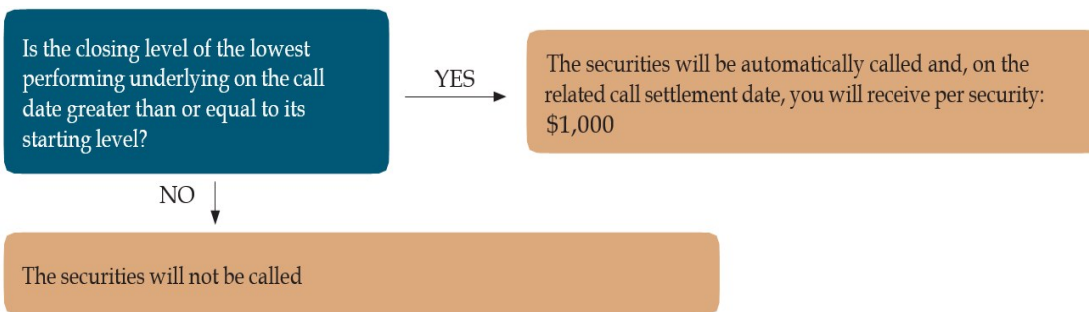 Is the closing level of the lowest
performing underlying on the call
date greater than or equal to its
starting level?
YES
The securities will be automatically called and, on the
related call settlement date, you will receive per security:
$1,000
NO
The securities will not be called